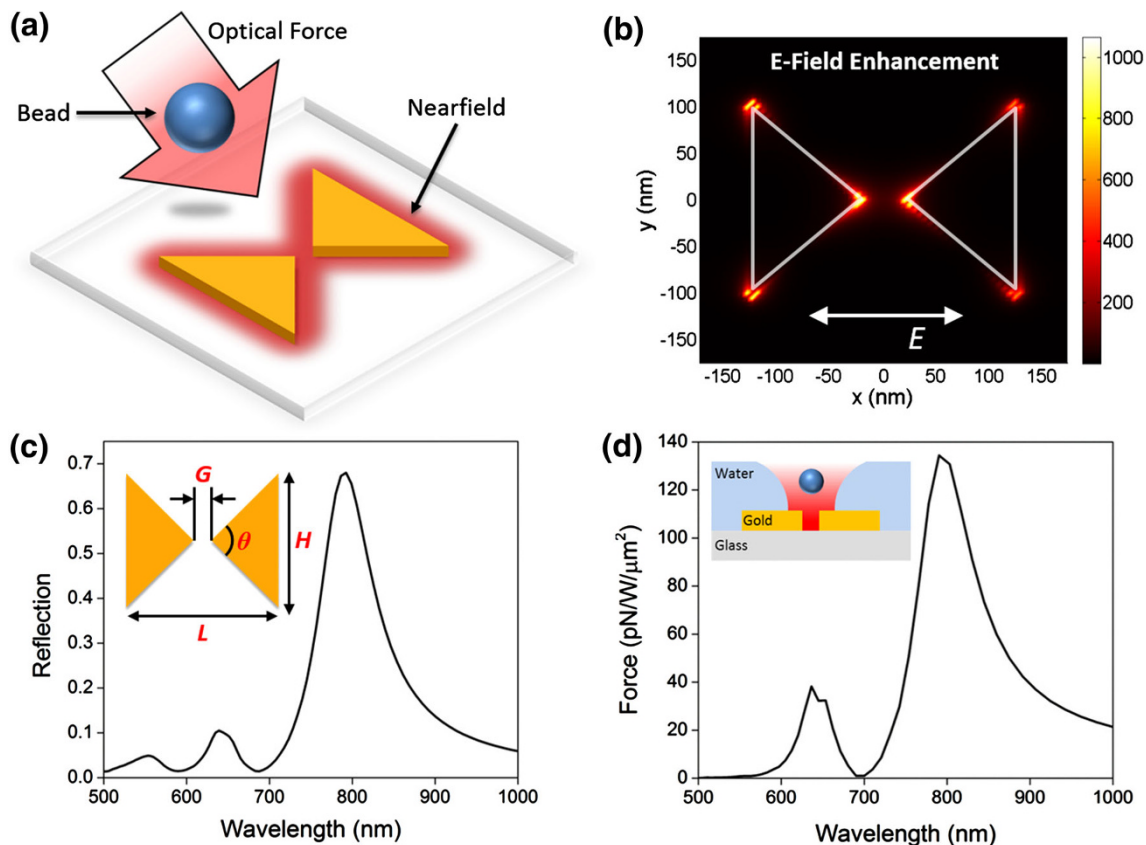 (a)
Optical Force
Bead
Nearfield
(b)
E-Field Enhancement
150
100
50
0
-50
-100
-150
y (nm)
E
-150 -100 -50 0 50 100 150
x (nm)
1000
800
600
400
200
(c)
0.7
0.6
0.5
0.4
0.3
0.2
0.1
0.0
Reflection
G
θ
H
L
500 600 700 800 900 1000
Wavelength (nm)
(d)
140
120
100
80
60
40
20
0
Force (pN/W/μm²)
Water
Gold
Glass
500 600 700 800 900 1000
Wavelength (nm)